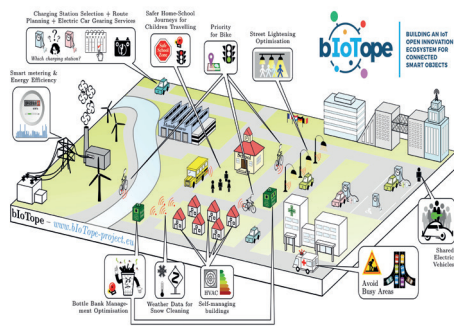 Charging Station Selection + Route
Planning + Electric Car Gearing Services
Which charging station?
Safer Home-School
Journeys for
Children Travelling
Priority
for Bike
Street Lightening
Optimisation
bIoTope
BUILDING AN IoT
OPEN INNOVATION
ECOSYSTEM FOR
CONNECTED
SMART OBJECTS
Smart metering &
Energy Efficiency
bIoTope – www.bIoTope-project.eu
Shared
Electric
Vehicles
Bottle Bank Manage-
ment Optimisation
Weather Data for
Snow Cleaning
HVAC
Self-managing
buildings
Avoid
Busy Areas